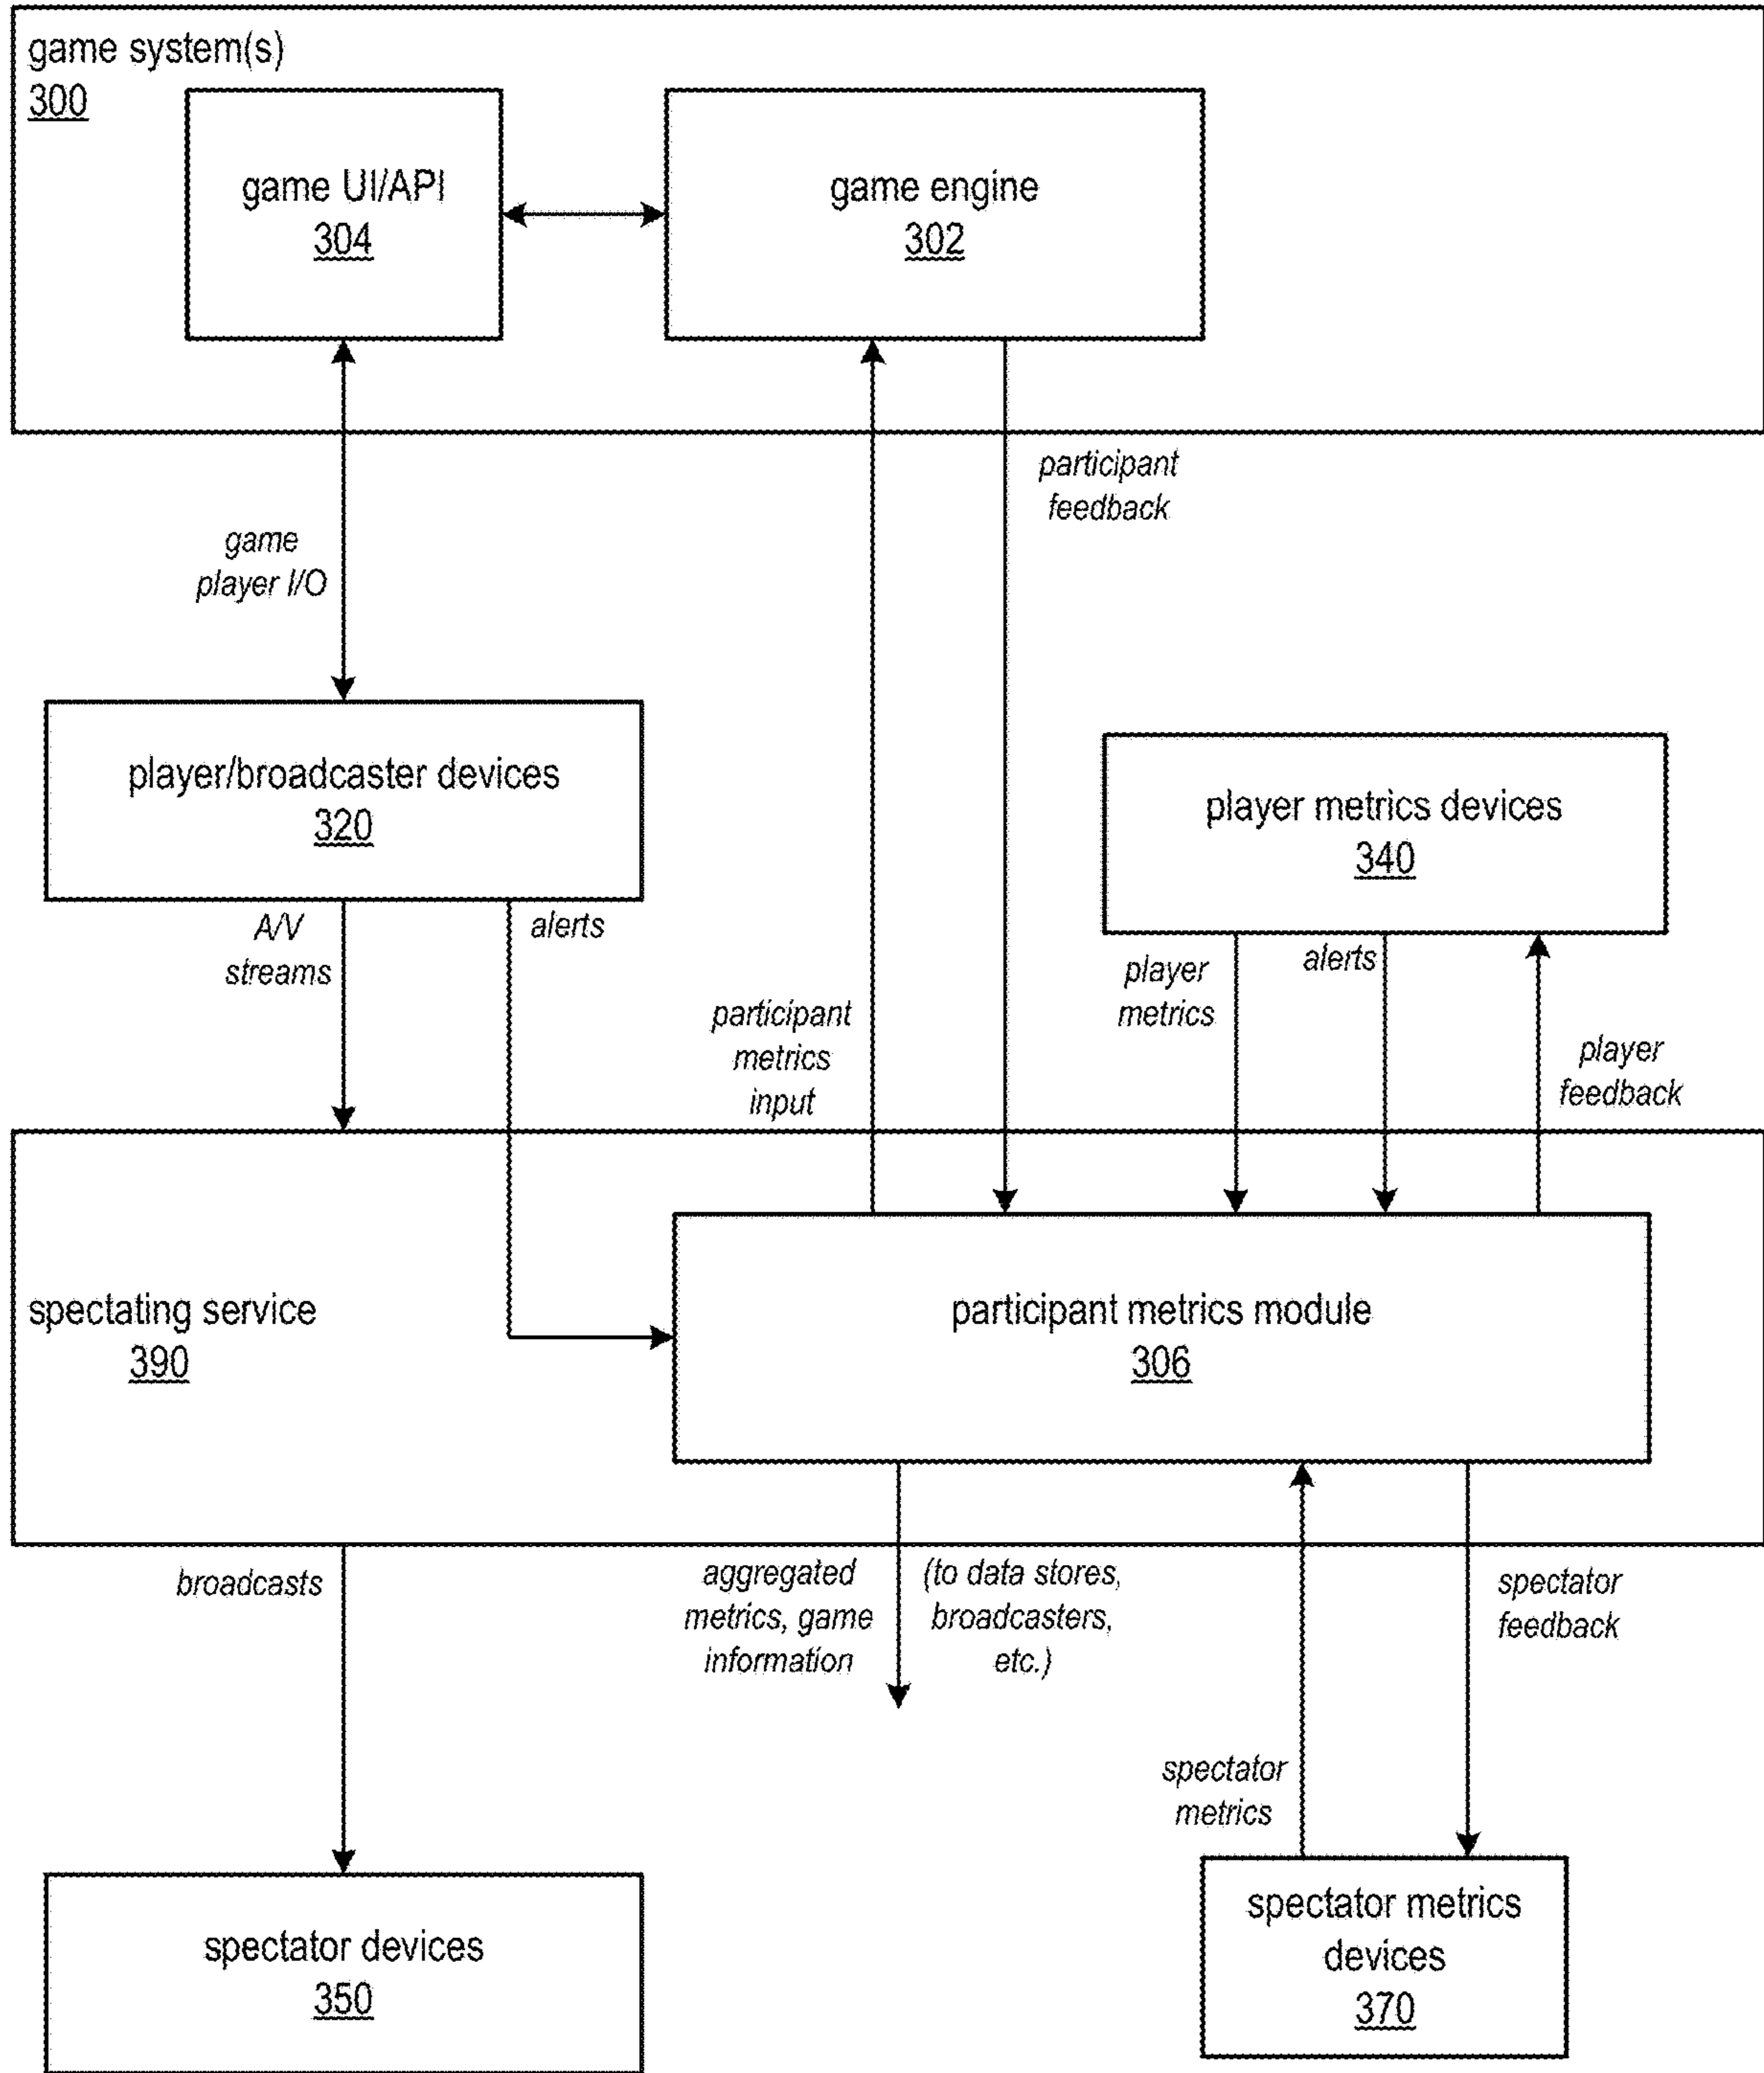 game system(s)
300
game UI/API
304
game engine
302
participant
feedback
game
player I/O
player/broadcaster devices
320
player metrics devices
340
A/V
streams
alerts
player
metrics
alerts
participant
metrics
input
player
feedback
spectating service
390
participant metrics module
306
broadcasts
aggregated
metrics, game
information
(to data stores,
broadcasters,
etc.)
spectator
feedback
spectator
metrics
spectator devices
350
spectator metrics
devices
370